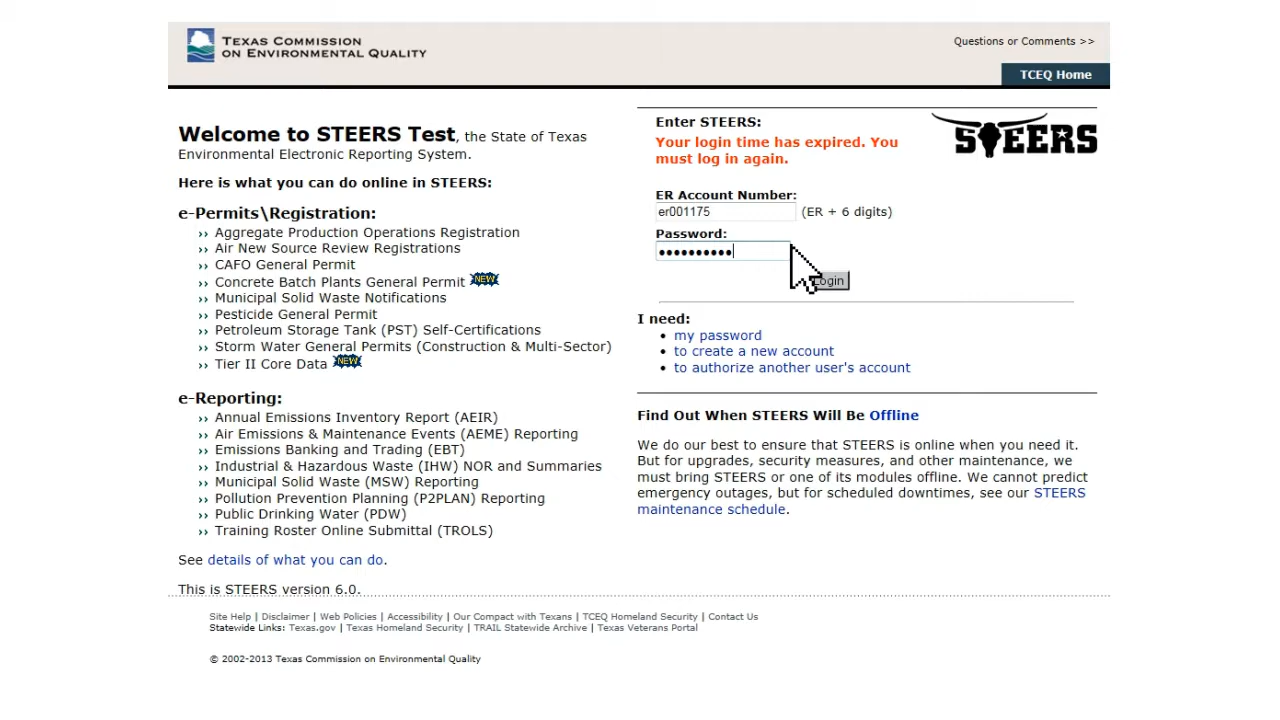 TEXAS COMMISSION
ON ENVIRONMENTAL QUALITY
Questions or Comments >>
TCEQ Home
Welcome to STEERS Test, the State of Texas
Environmental Electronic Reporting System.
Here is what you can do online in STEERS:
e-Permits\Registration:
›› Aggregate Production Operations Registration
›› Air New Source Review Registrations
›› CAFO General Permit
›› Concrete Batch Plants General Permit NEW
›› Municipal Solid Waste Notifications
›› Pesticide General Permit
›› Petroleum Storage Tank (PST) Self-Certifications
›› Storm Water General Permits (Construction & Multi-Sector)
›› Tier II Core Data NEW
e-Reporting:
›› Annual Emissions Inventory Report (AEIR)
›› Air Emissions & Maintenance Events (AEME) Reporting
›› Emissions Banking and Trading (EBT)
›› Industrial & Hazardous Waste (IHW) NOR and Summaries
›› Municipal Solid Waste (MSW) Reporting
›› Pollution Prevention Planning (P2PLAN) Reporting
›› Public Drinking Water (PDW)
›› Training Roster Online Submittal (TROLS)
See details of what you can do.
This is STEERS version 6.0.
Enter STEERS:
STEERS
Your login time has expired. You
must log in again.
ER Account Number:
er001175 (ER + 6 digits)
Password:
••••••••••
Login
I need:
• my password
• to create a new account
• to authorize another user's account
Find Out When STEERS Will Be Offline
We do our best to ensure that STEERS is online when you need it.
But for upgrades, security measures, and other maintenance, we
must bring STEERS or one of its modules offline. We cannot predict
emergency outages, but for scheduled downtimes, see our STEERS
maintenance schedule.
Site Help | Disclaimer | Web Policies | Accessibility | Our Compact with Texans | TCEQ Homeland Security | Contact Us
Statewide Links: Texas.gov | Texas Homeland Security | TRAIL Statewide Archive | Texas Veterans Portal
© 2002-2013 Texas Commission on Environmental Quality